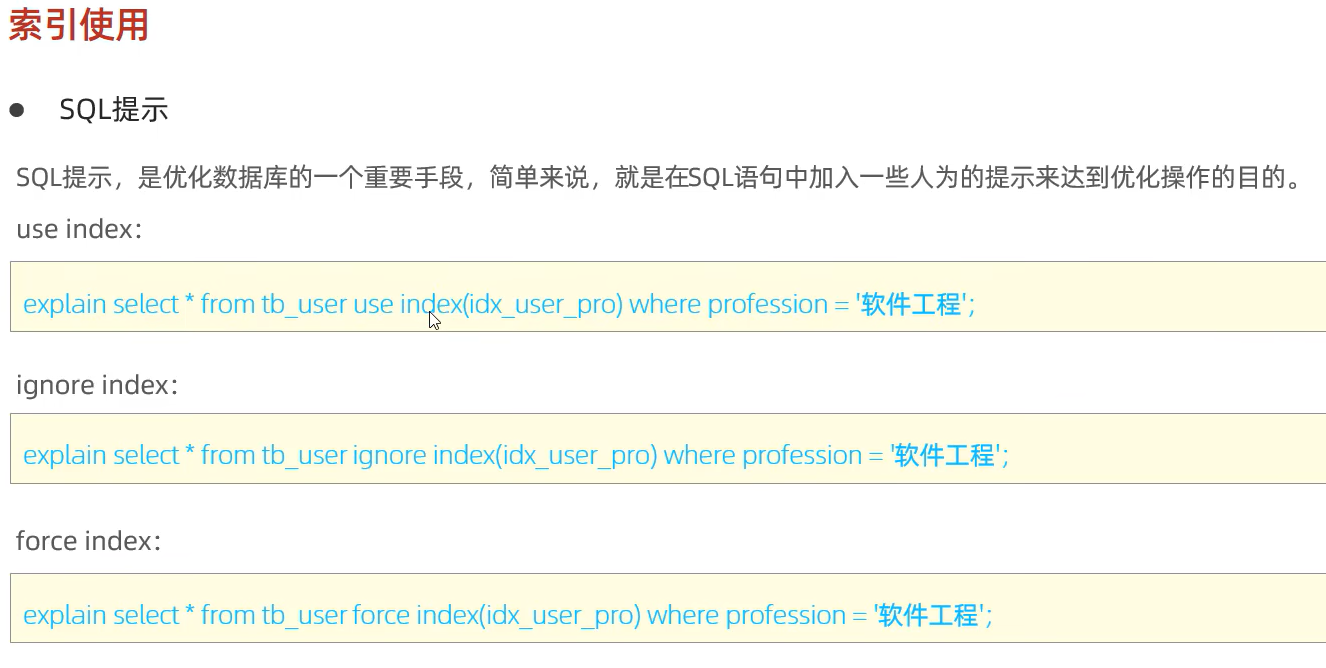 索引使用
SQL提示
SQL提示，是优化数据库的一个重要手段，简单来说，就是在SQL语句中加入一些人为的提示来达到优化操作的目的。
use index：
explain select * from tb_user use index(idx_user_pro) where profession = '软件工程';
ignore index：
explain select * from tb_user ignore index(idx_user_pro) where profession = '软件工程';
force index：
explain select * from tb_user force index(idx_user_pro) where profession = '软件工程';